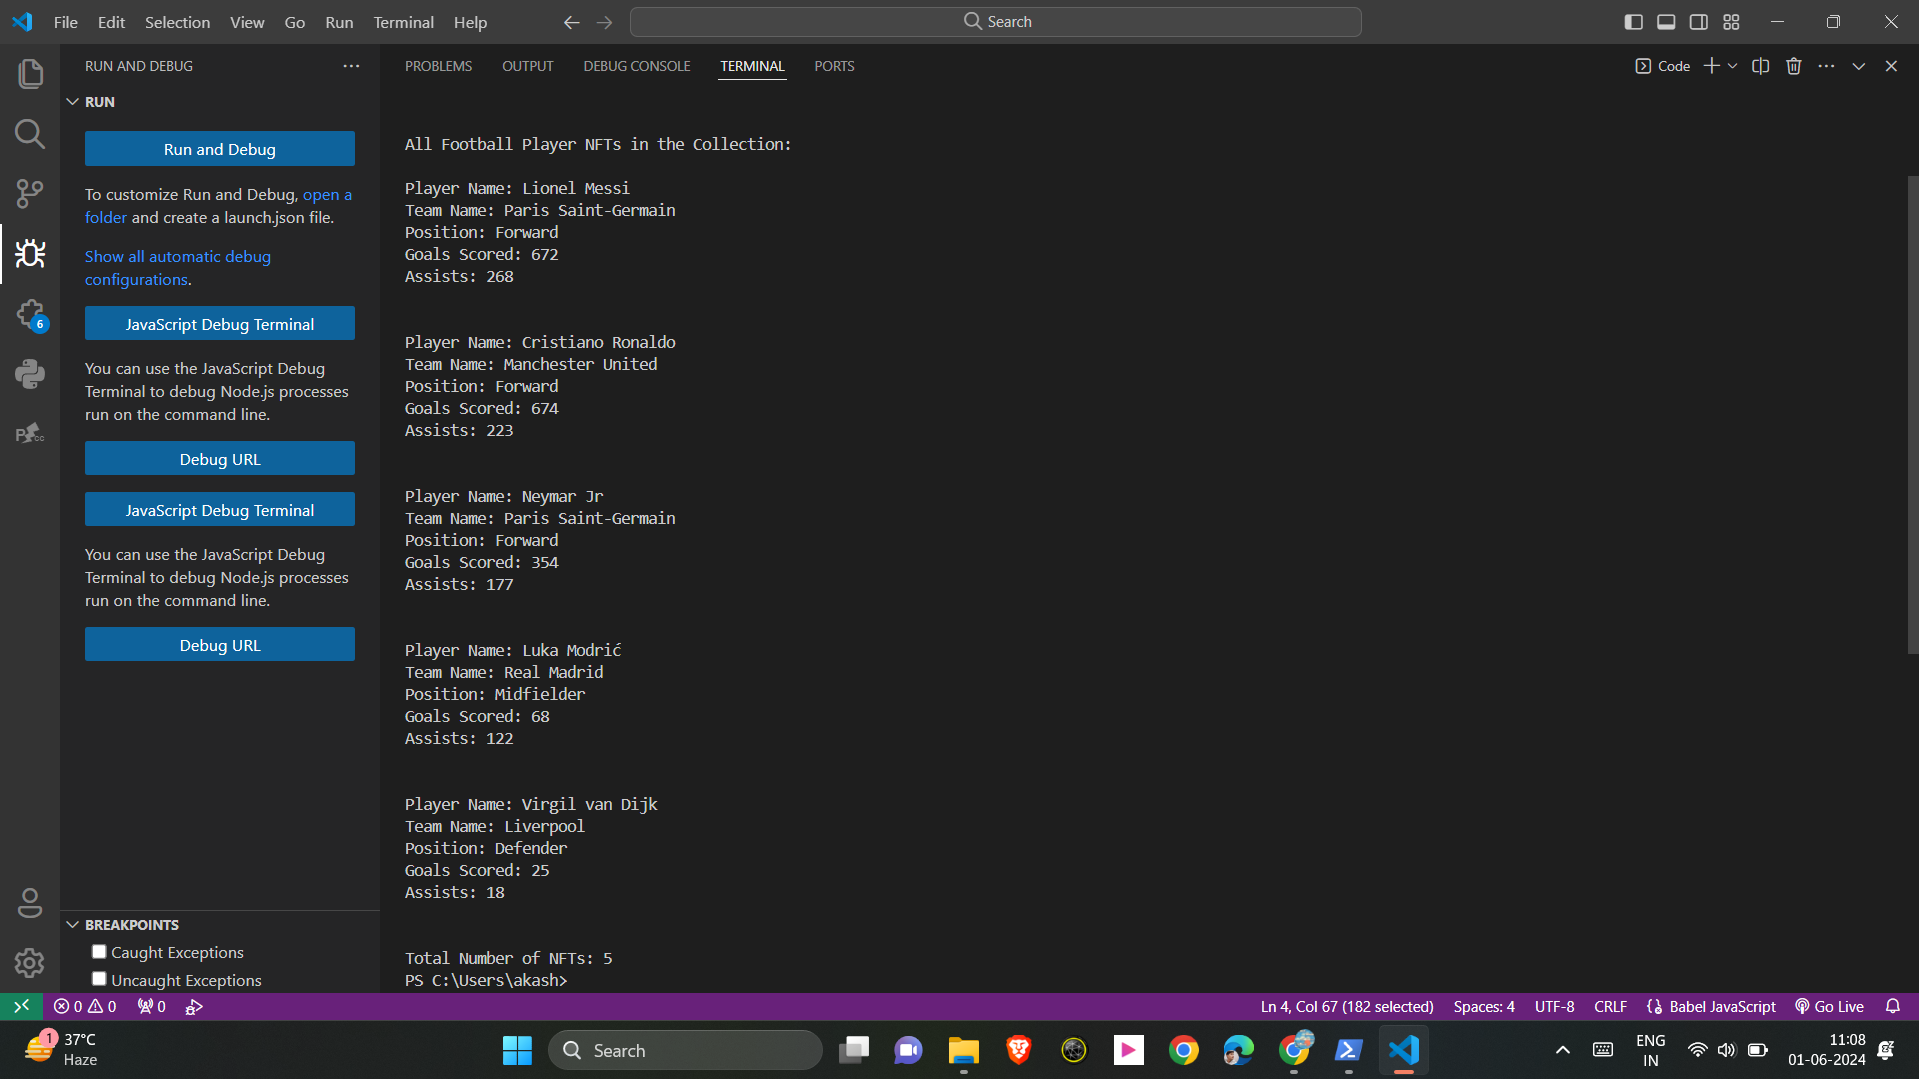 File Edit Selection View Go Run Terminal Help
Search
RUN AND DEBUG
RUN
Run and Debug
To customize Run and Debug, open a
folder and create a launch.json file.
Show all automatic debug
configurations.
JavaScript Debug Terminal
You can use the JavaScript Debug
Terminal to debug Node.js processes
run on the command line.
Debug URL
JavaScript Debug Terminal
You can use the JavaScript Debug
Terminal to debug Node.js processes
run on the command line.
Debug URL
6
BREAKPOINTS
Caught Exceptions
Uncaught Exceptions
PROBLEMS OUTPUT DEBUG CONSOLE TERMINAL PORTS
Code
All Football Player NFTs in the Collection:
Player Name: Lionel Messi
Team Name: Paris Saint-Germain
Position: Forward
Goals Scored: 672
Assists: 268
Player Name: Cristiano Ronaldo
Team Name: Manchester United
Position: Forward
Goals Scored: 674
Assists: 223
Player Name: Neymar Jr
Team Name: Paris Saint-Germain
Position: Forward
Goals Scored: 354
Assists: 177
Player Name: Luka Modrić
Team Name: Real Madrid
Position: Midfielder
Goals Scored: 68
Assists: 122
Player Name: Virgil van Dijk
Team Name: Liverpool
Position: Defender
Goals Scored: 25
Assists: 18
Total Number of NFTs: 5
PS C:\Users\akash>
0 0 0
Ln 4, Col 67 (182 selected) Spaces: 4 UTF-8 CRLF Babel JavaScript Go Live
1
37°C
Haze
Search
ENG
IN
11:08
01-06-2024